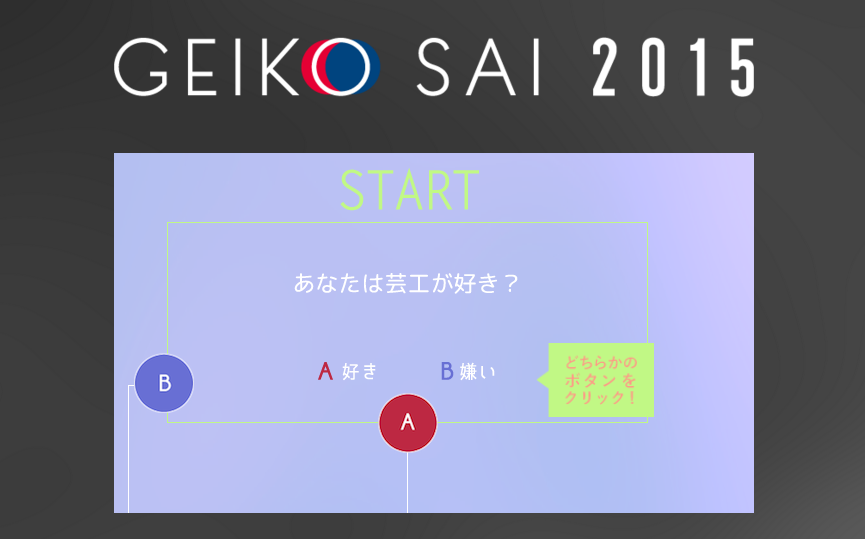 GEIKO SAI 2015
START
あなたは芸工が好き？
A 好き B 嫌い
どちらかの
ボタンを
クリック！
B
A